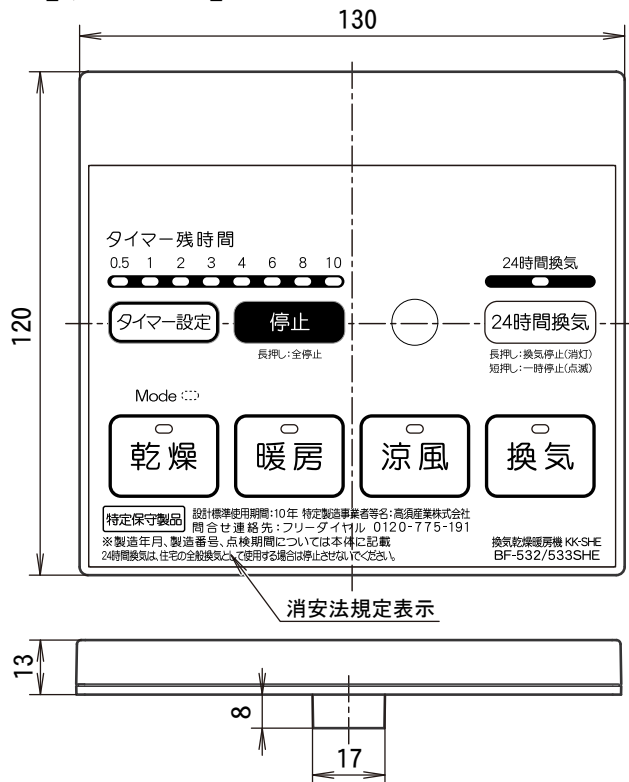 130
120
タイマー残時間
0.5 1 2 3 4 6 8 10
24時間換気
タイマー設定 停止 24時間換気
長押し:全停止
長押し:換気停止(消灯)
短押し:一時停止(点滅)
Mode
乾燥 暖房 涼風 換気
特定保守製品
設計標準使用期間:10年 特定製造事業者等名:高須産業株式会社
問合せ連絡先:フリーダイヤル 0120-775-191
※製造年月、製造番号、点検期間については本体に記載
24時間換気は、住宅の全般換気として使用する場合は停止させないでください。
換気乾燥暖房機 KK-SHE
BF-532/533SHE
消安法規定表示
13
8
17